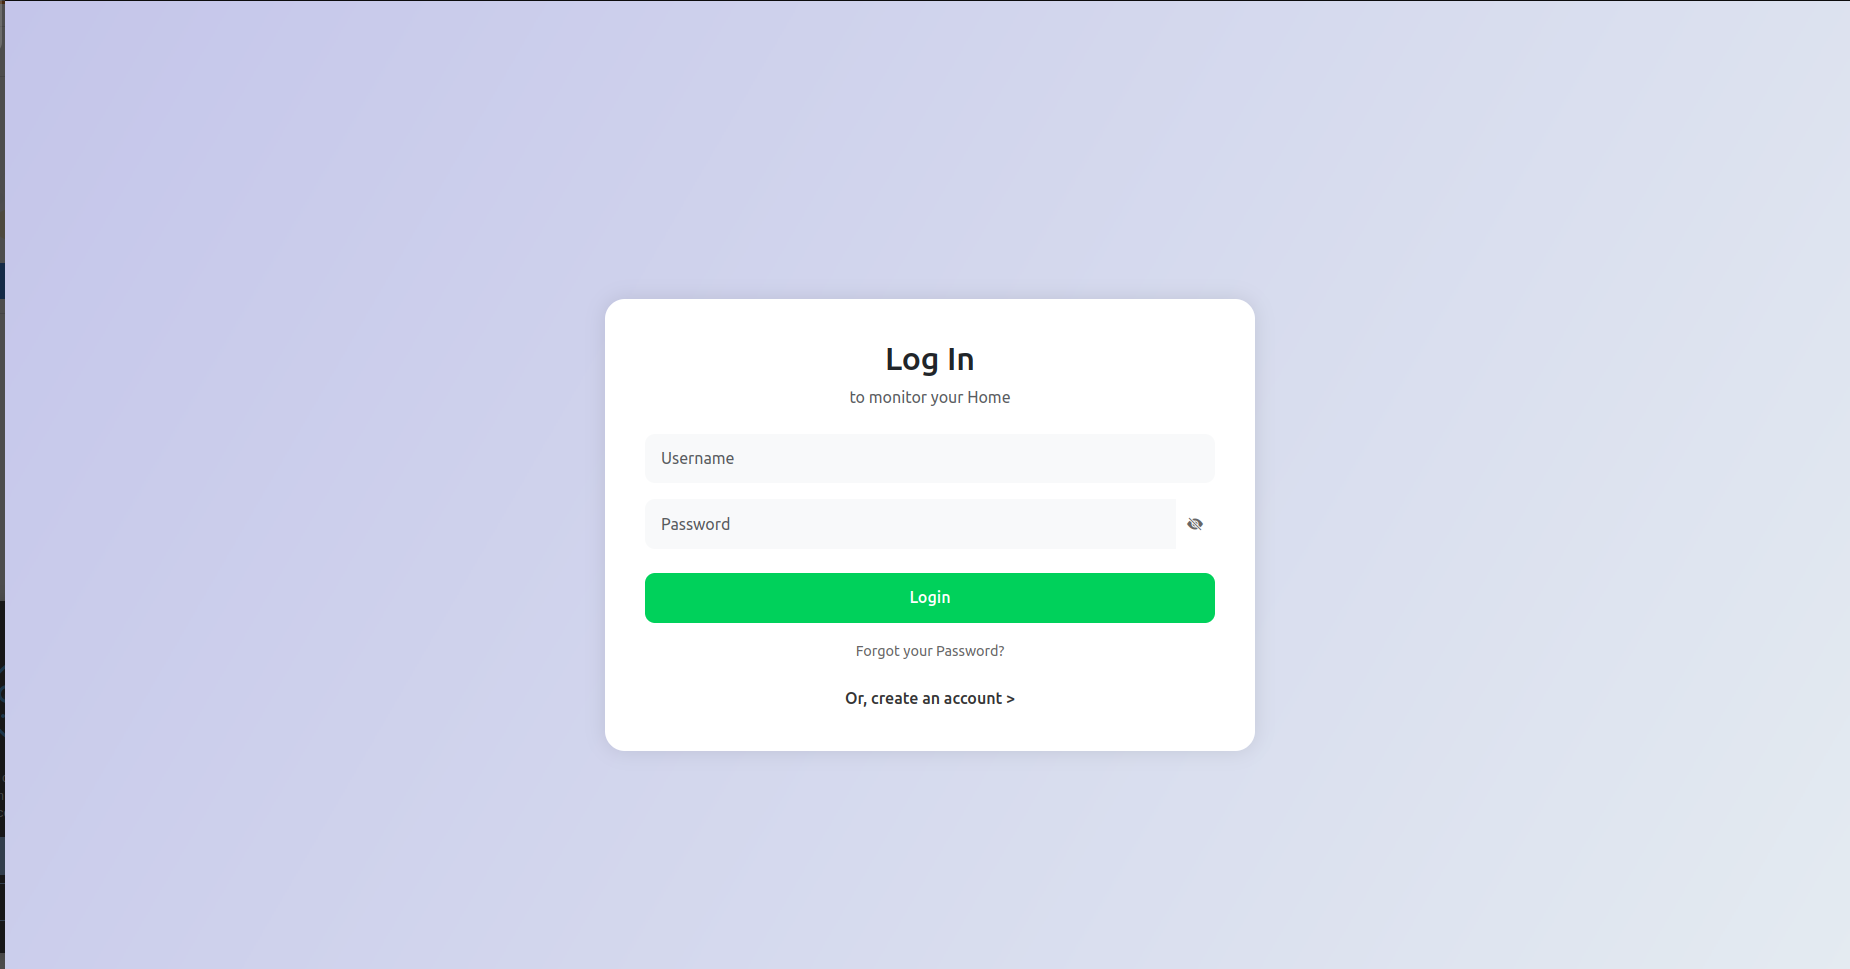 Log In
to monitor your Home
Username
Password
Login
Forgot your Password?
Or, create an account >